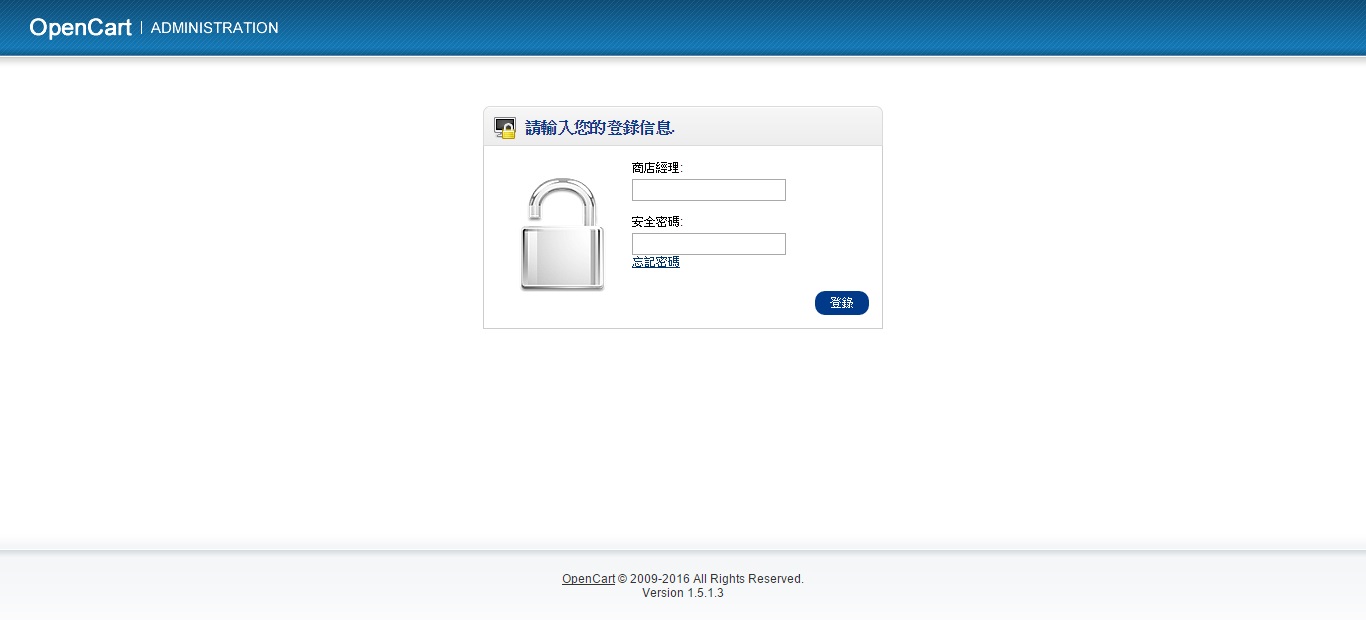 OpenCart | ADMINISTRATION
請輸入您的登錄信息.
商店經理:
安全密碼:
忘記密碼
登錄
OpenCart © 2009-2016 All Rights Reserved.
Version 1.5.1.3